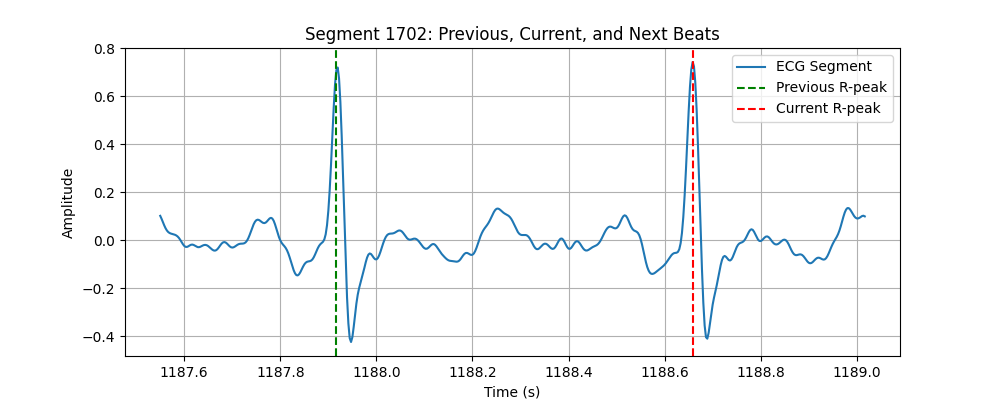 Segment 1702: Previous, Current, and Next Beats
ECG Segment
Previous R-peak
Current R-peak
Amplitude
0.8
0.6
0.4
0.2
0.0
−0.2
−0.4
1187.6 1187.8 1188.0 1188.2 1188.4 1188.6 1188.8 1189.0
Time (s)